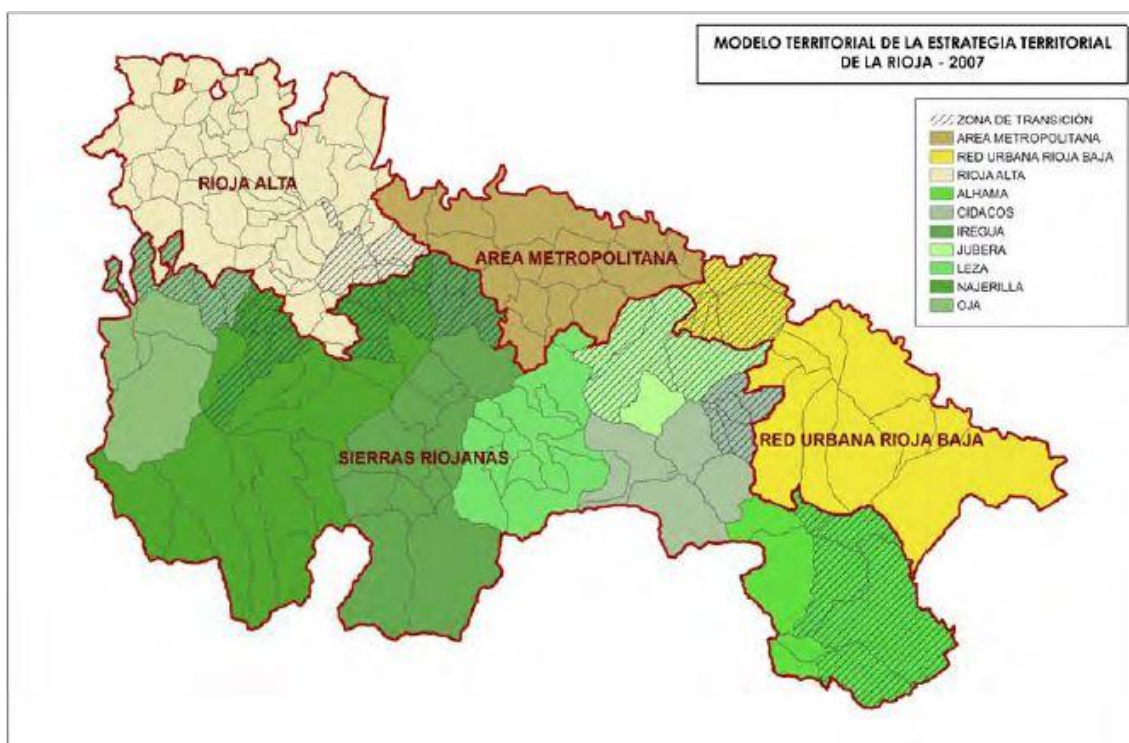 MODELO TERRITORIAL DE LA ESTRATEGIA TERRITORIAL
DE LA RIOJA - 2007
ZONA DE TRANSICIÓN
AREA METROPOLITANA
RED URBANA RIOJA BAJA
RIOJA ALTA
ALHAMA
CIDACOS
IREGUA
JUBERA
LEZA
NAJERILLA
OJA
RIOJA ALTA
AREA METROPOLITANA
RED URBANA RIOJA BAJA
SIERRAS RIOJANAS